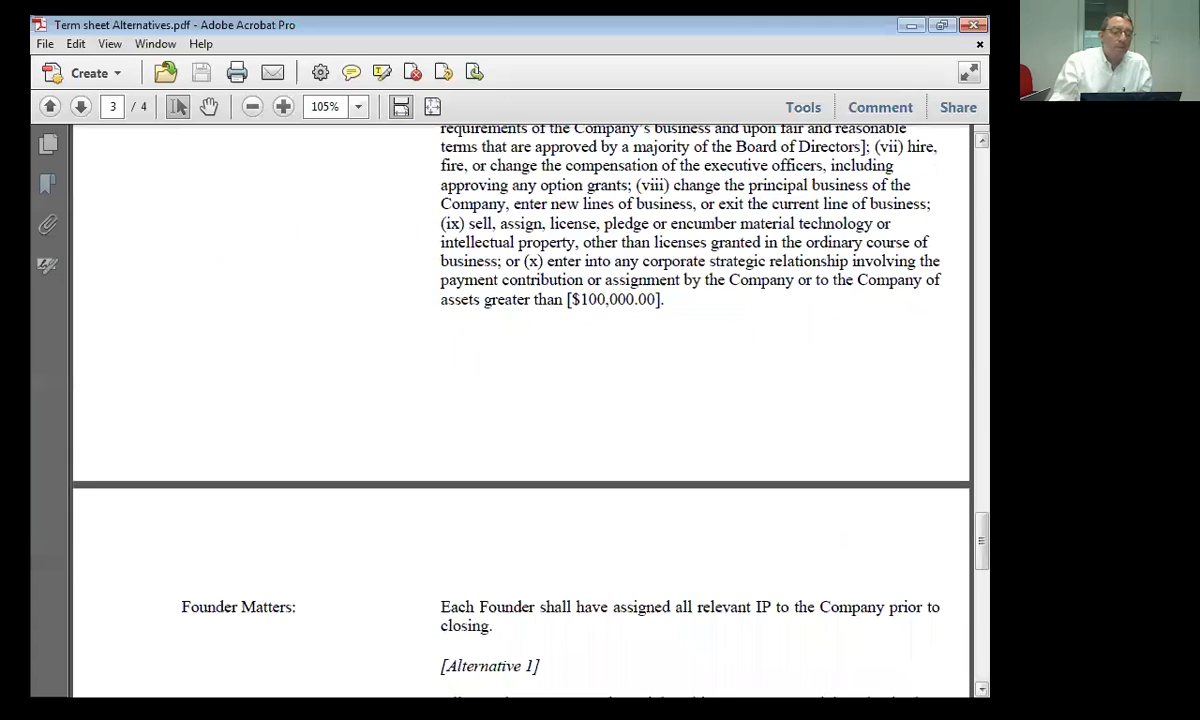 Term sheet Alternatives.pdf - Adobe Acrobat Pro
File Edit View Window Help
Create
3 / 4 105% Tools Comment Share
requirements of the Company's business and upon fair and reasonable
terms that are approved by a majority of the Board of Directors]; (vii) hire,
fire, or change the compensation of the executive officers, including
approving any option grants; (viii) change the principal business of the
Company, enter new lines of business, or exit the current line of business;
(ix) sell, assign, license, pledge or encumber material technology or
intellectual property, other than licenses granted in the ordinary course of
business; or (x) enter into any corporate strategic relationship involving the
payment contribution or assignment by the Company or to the Company of
assets greater than [$100,000.00].
Founder Matters: Each Founder shall have assigned all relevant IP to the Company prior to
closing.
[Alternative 1]